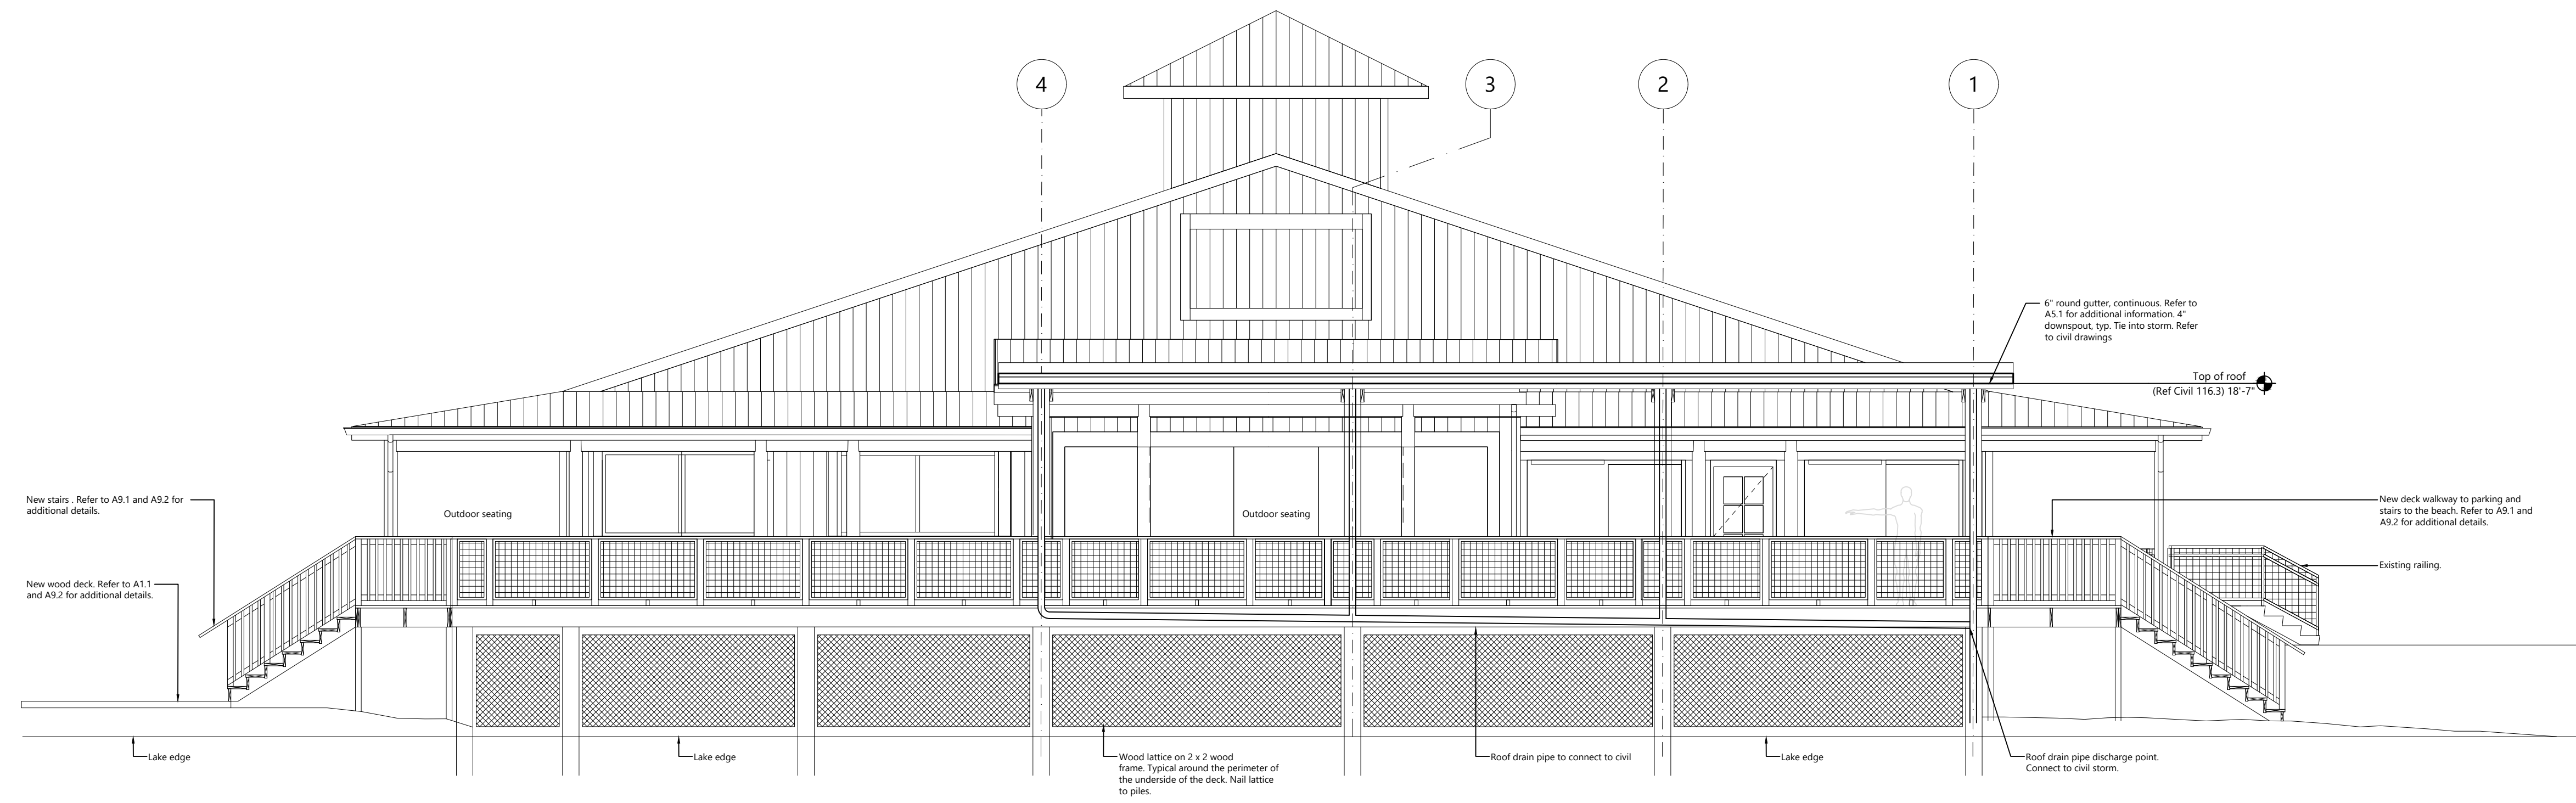 4
3
2
1
6" round gutter, continuous. Refer to
A5.1 for additional information. 4"
downspout, typ. Tie into storm. Refer
to civil drawings
Top of roof
(Ref Civil 116.3) 18'-7"
New stairs . Refer to A9.1 and A9.2 for
additional details.
Outdoor seating
Outdoor seating
New deck walkway to parking and
stairs to the beach. Refer to A9.1 and
A9.2 for additional details.
New wood deck. Refer to A1.1
and A9.2 for additional details.
Existing railing.
Lake edge
Lake edge
Wood lattice on 2 x 2 wood
frame. Typical around the perimeter of
the underside of the deck. Nail lattice
to piles.
Roof drain pipe to connect to civil
Lake edge
Roof drain pipe discharge point.
Connect to civil storm.